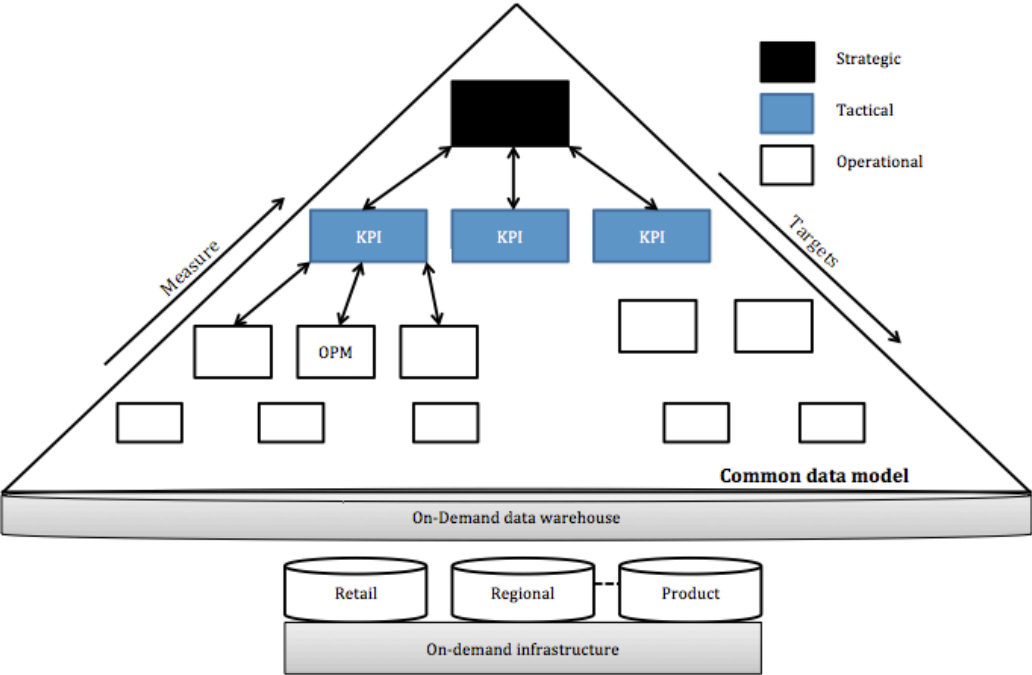 Strategic
Tactical
Operational
Measure
Targets
KPI
KPI
KPI
OPM
Common data model
On-Demand data warehouse
Retail
Regional
Product
On-demand infrastructure